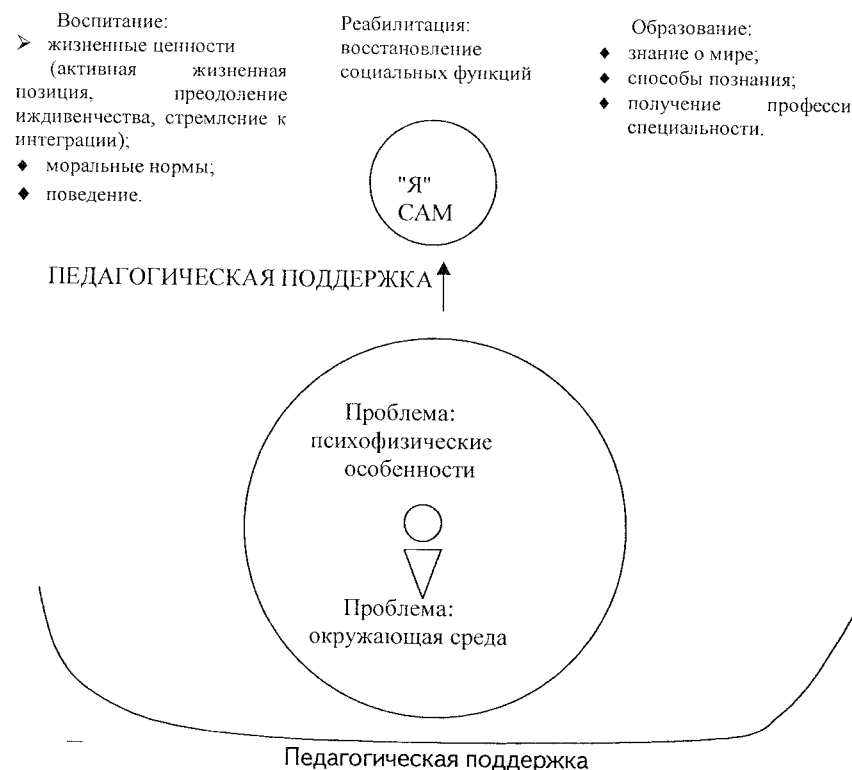 Воспитание:
➤ жизненные ценности
(активная жизненная
позиция, преодоление
иждивенчества, стремление к
интеграции);
♦ моральные нормы;
♦ поведение.
Реабилитация:
восстановление
социальных функций
Образование:
♦ знание о мире;
♦ способы познания;
♦ получение професси
специальности.
"Я"
САМ
ПЕДАГОГИЧЕСКАЯ ПОДДЕРЖКА
Проблема:
психофизические
особенности
Проблема:
окружающая среда
Педагогическая поддержка